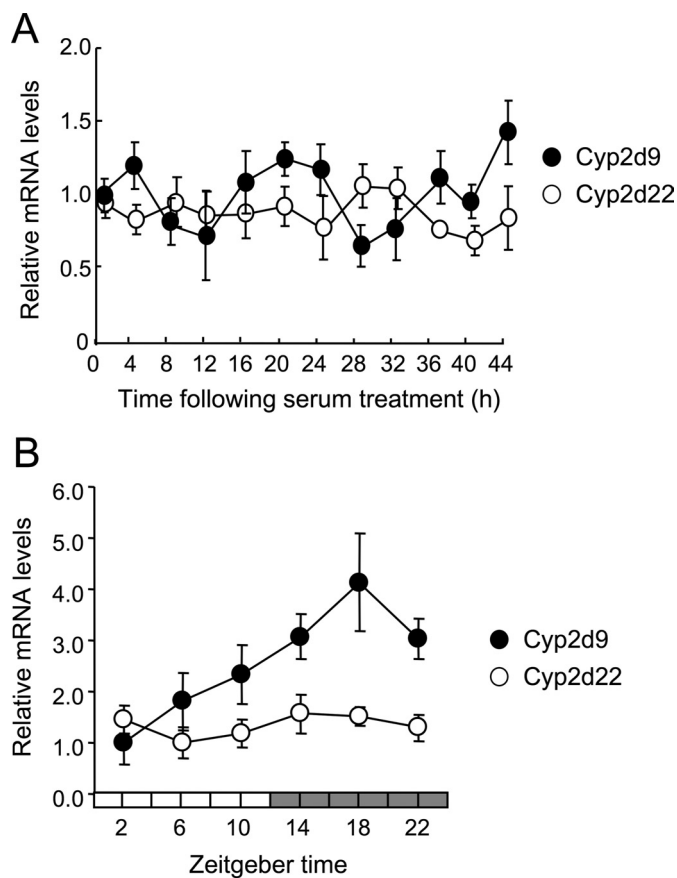 A
Relative mRNA levels
2.0
1.5
1.0
0.5
0
0 4 8 12 16 20 24 28 32 36 40 44
Time following serum treatment (h)
Cyp2d9
Cyp2d22
B
Relative mRNA levels
6.0
5.0
4.0
3.0
2.0
1.0
0.0
2 6 10 14 18 22
Zeitgeber time
Cyp2d9
Cyp2d22